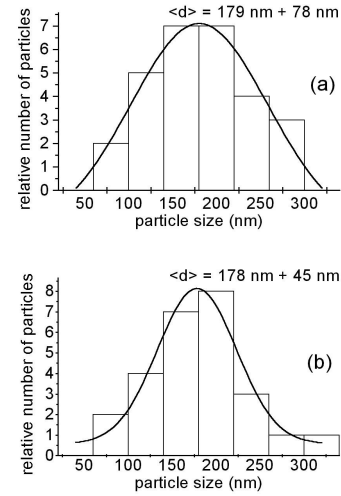 <d> = 179 nm + 78 nm
relative number of particles
7
6
5
4
3
2
1
0
(a)
50 100 150 200 250 300
particle size (nm)
<d> = 178 nm + 45 nm
relative number of particles
8
7
6
5
4
3
2
1
0
(b)
50 100 150 200 250 300
particle size (nm)